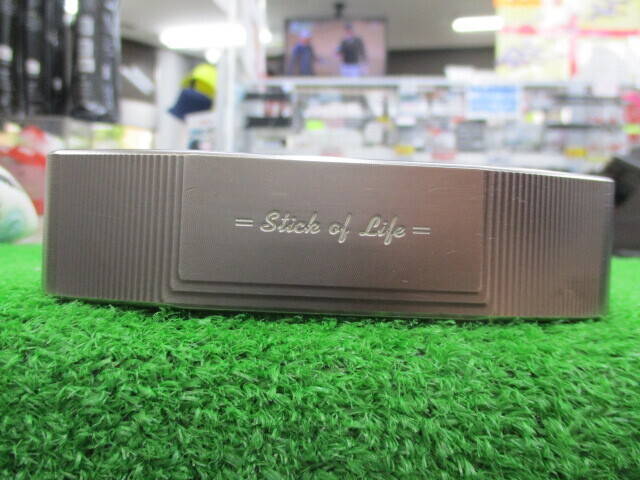 = Stick of Life =